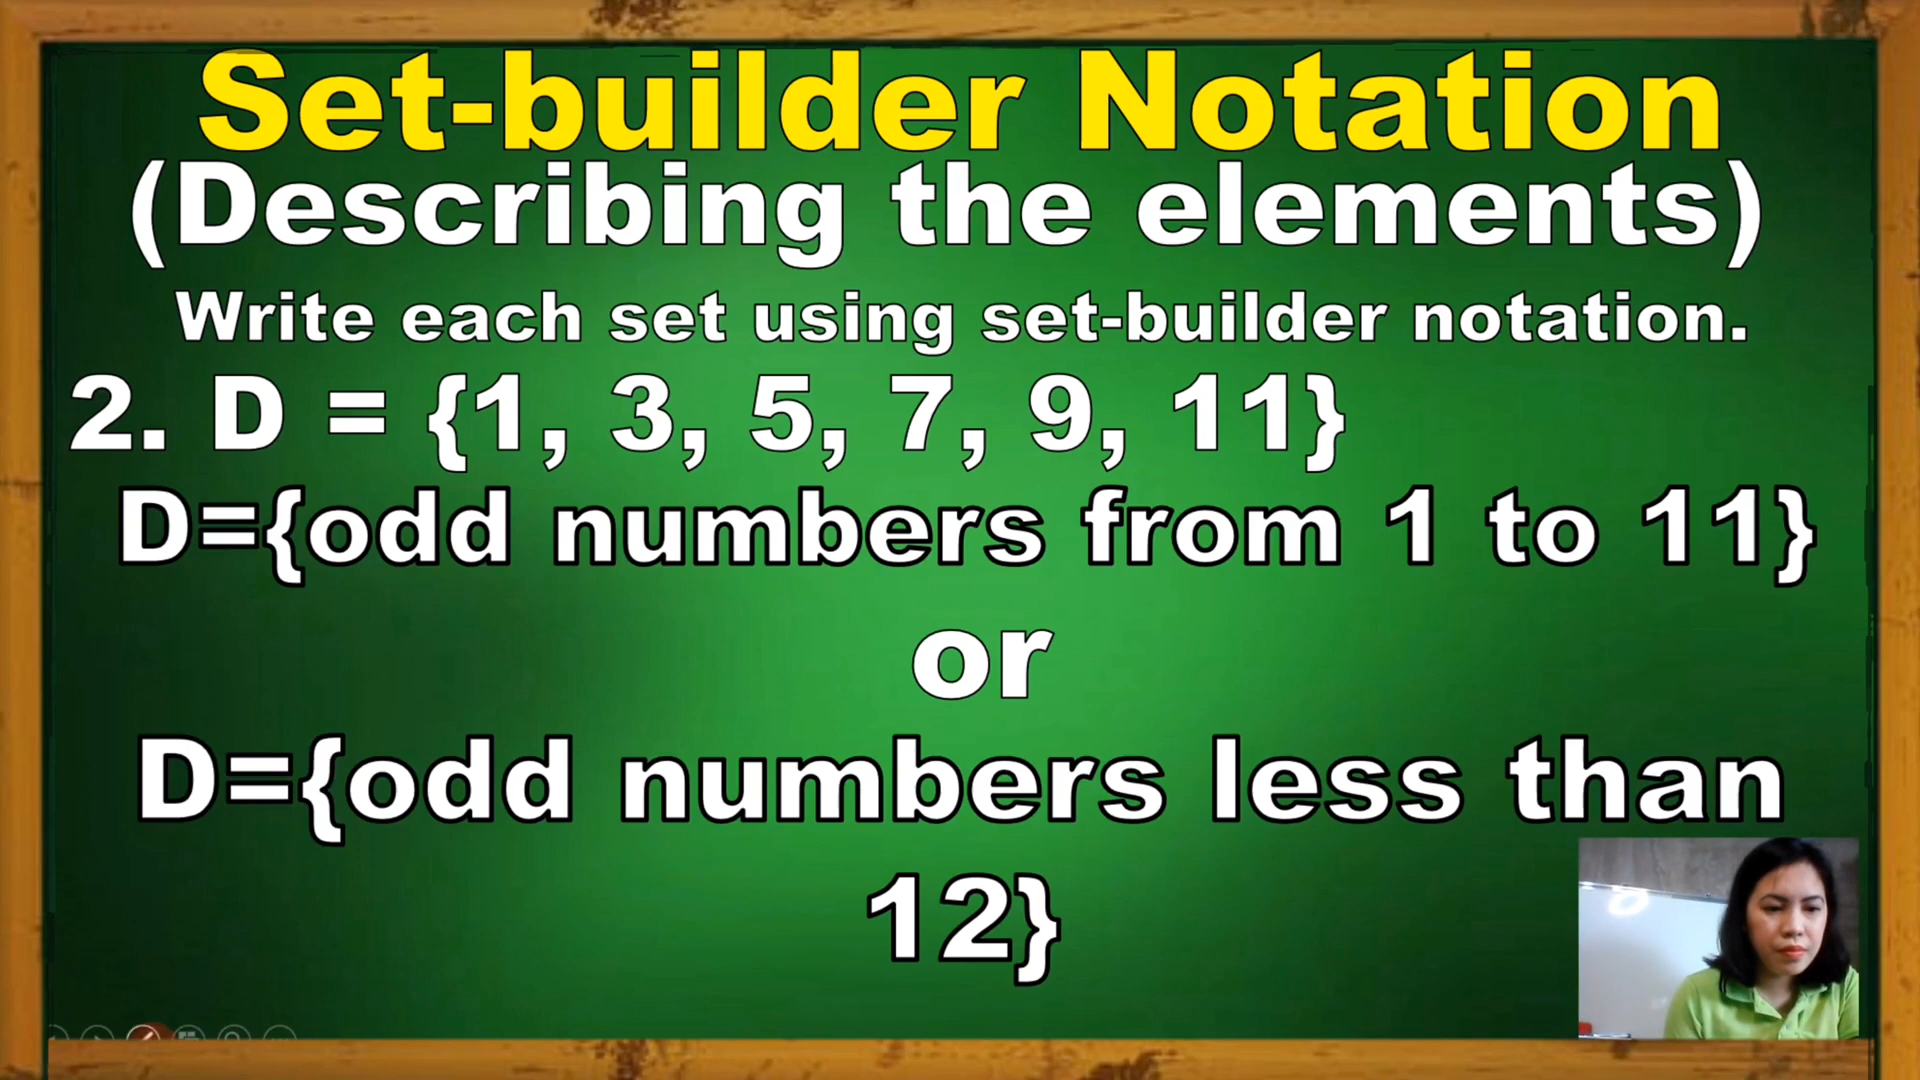 Set-builder Notation
(Describing the elements)
Write each set using set-builder notation.
2. D = {1, 3, 5, 7, 9, 11}
D={odd numbers from 1 to 11}
or
D={odd numbers less than
12}